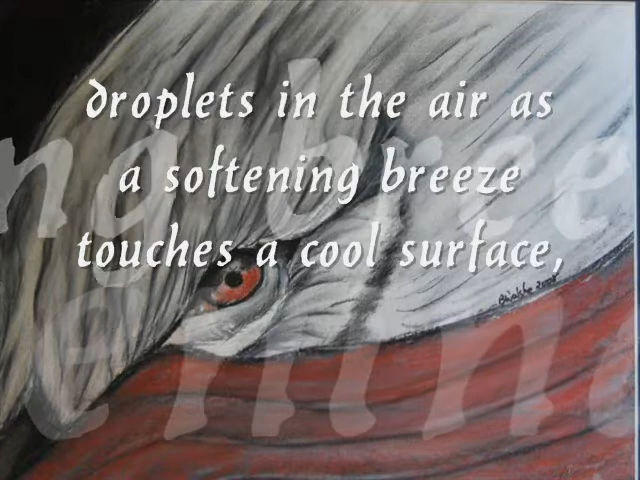 droplets in the air as
a softening breeze
touches a cool surface,